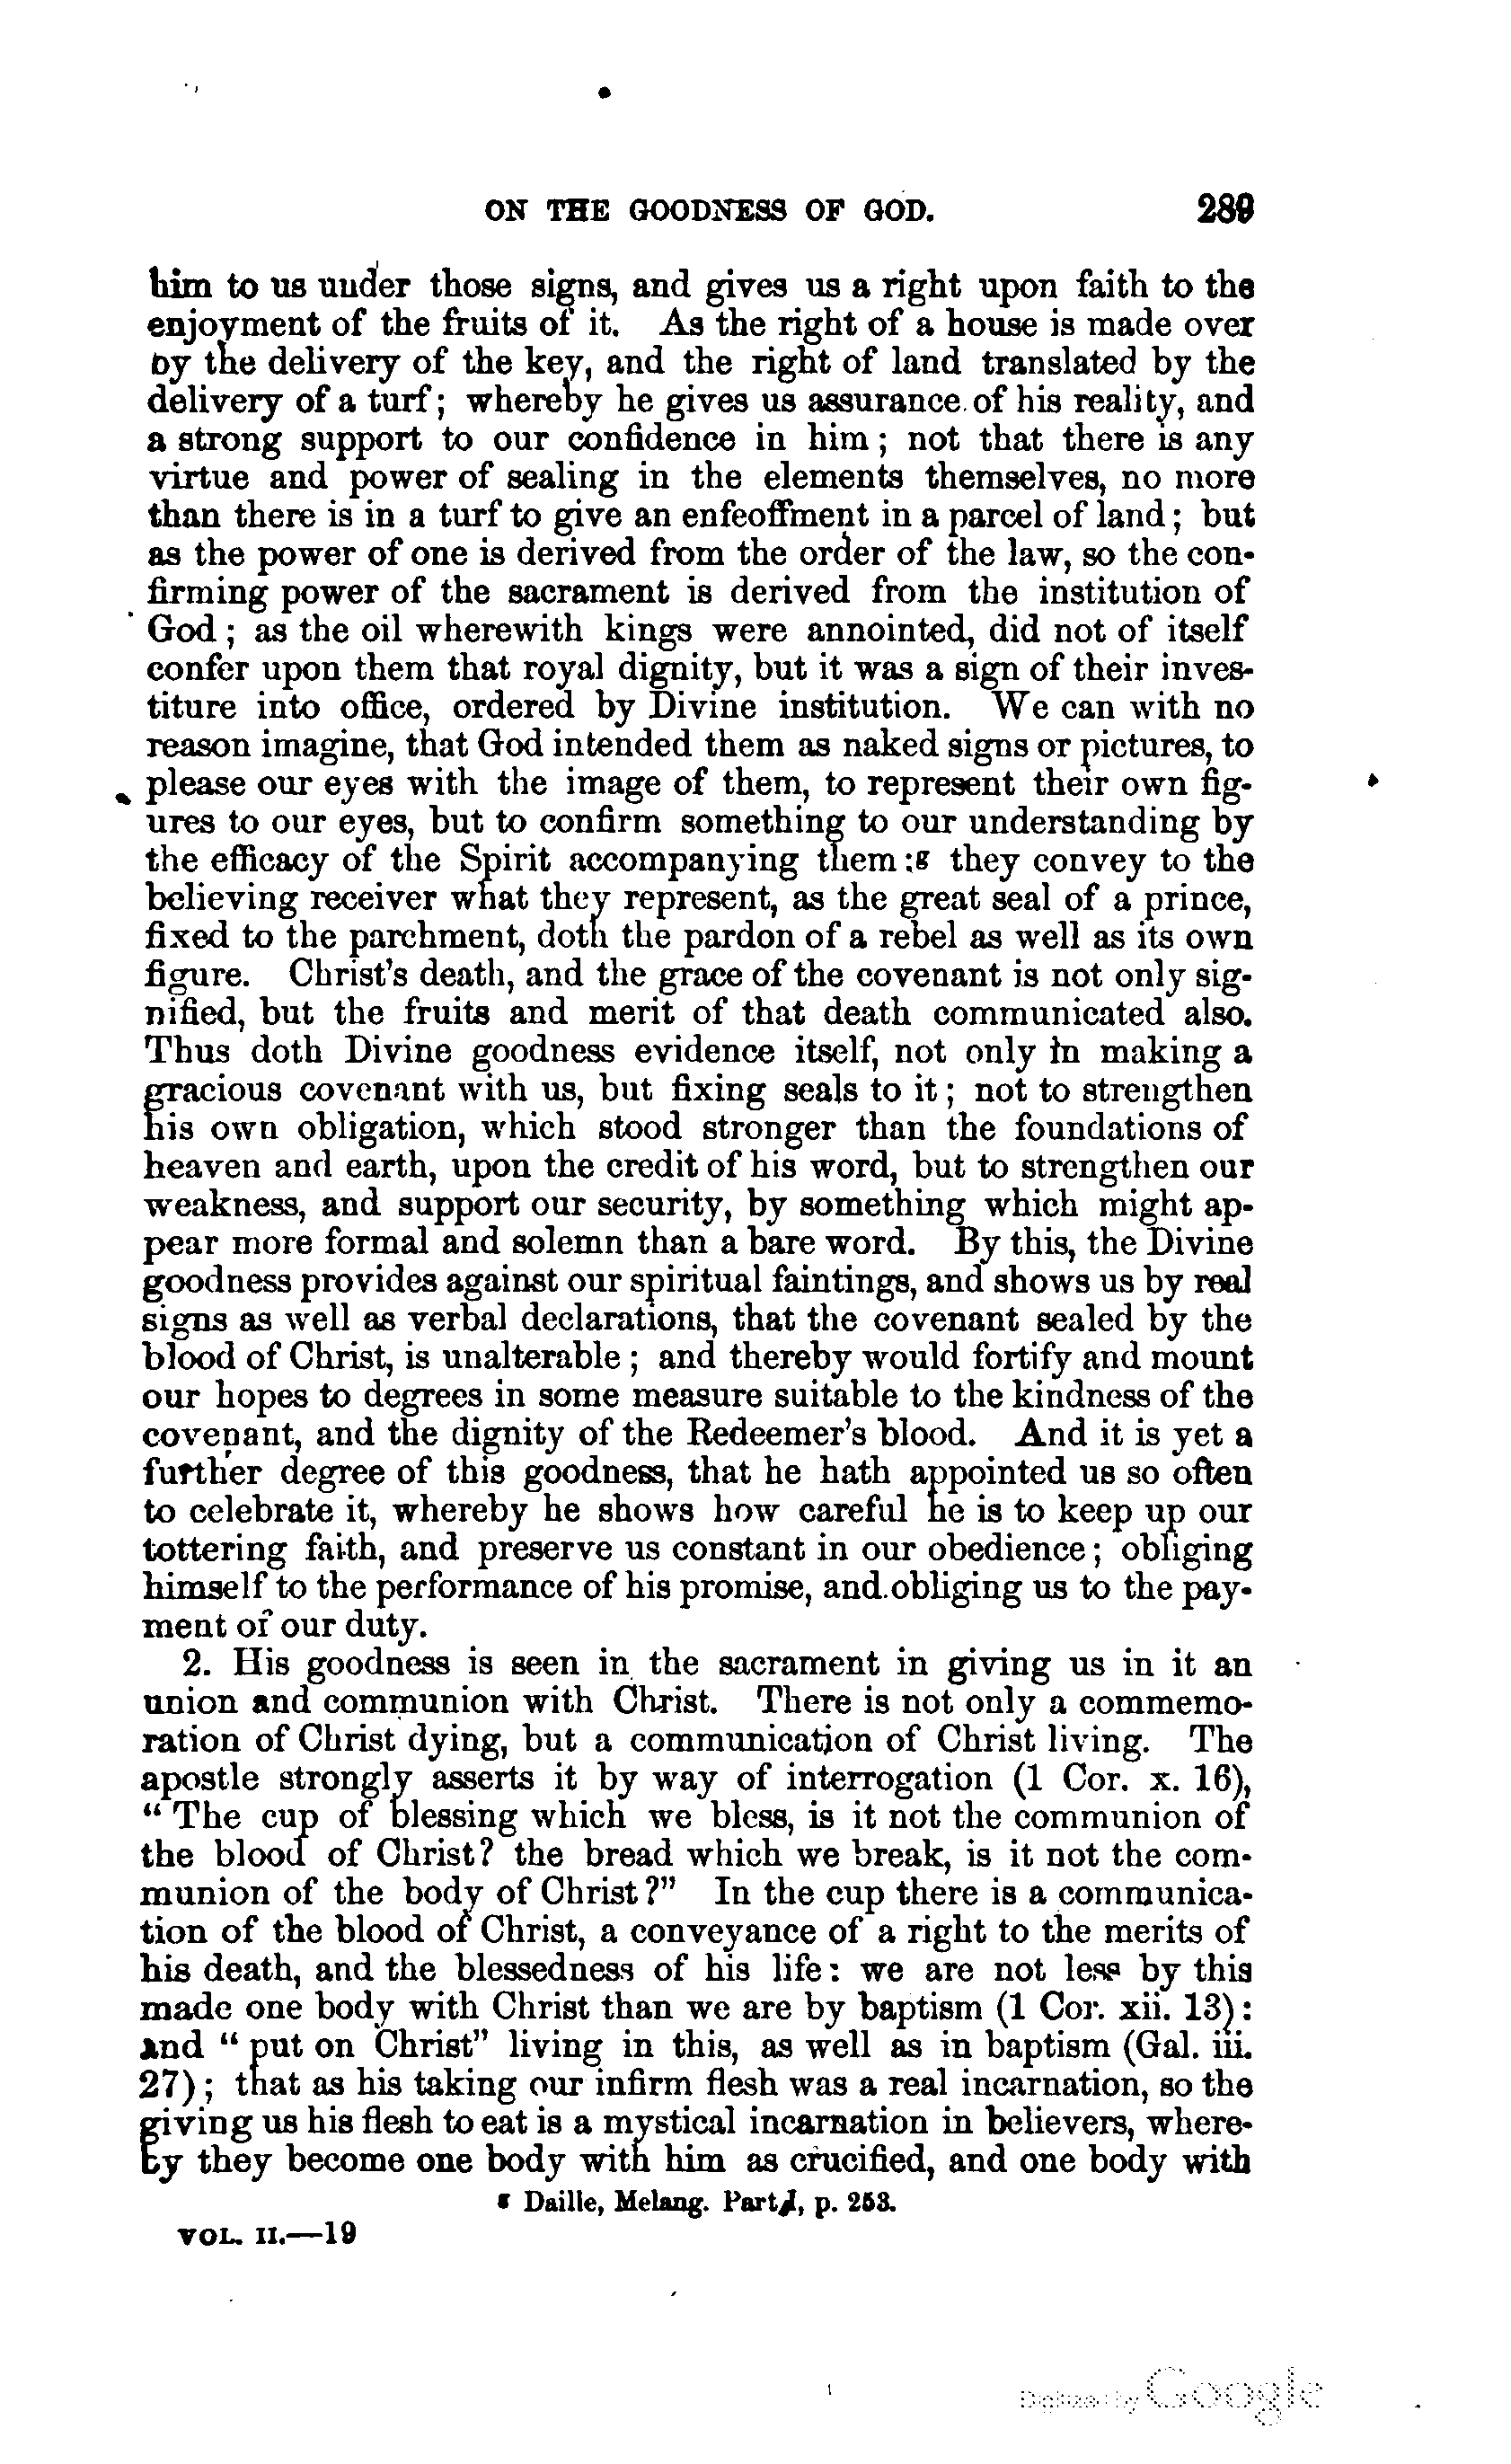 ON THE GOODNESS OF GOD. 289
him to us under those signs, and gives us a right upon faith to the
enjoyment of the fruits of it. As the right of a house is made over
by the delivery of the key, and the right of land translated by the
delivery of a turf; whereby he gives us assurance of his reality, and
a strong support to our confidence in him; not that there is any
virtue and power of sealing in the elements themselves, no more
than there is in a turf to give an enfeoffment in a parcel of land; but
as the power of one is derived from the order of the law, so the con-
firming power of the sacrament is derived from the institution of
God; as the oil wherewith kings were annointed, did not of itself
confer upon them that royal dignity, but it was a sign of their inves-
titure into office, ordered by Divine institution. We can with no
reason imagine, that God intended them as naked signs or pictures, to
please our eyes with the image of them, to represent their own fig-
ures to our eyes, but to confirm something to our understanding by
the efficacy of the Spirit accompanying them:g they convey to the
believing receiver what they represent, as the great seal of a prince,
fixed to the parchment, doth the pardon of a rebel as well as its own
figure. Christ's death, and the grace of the covenant is not only sig-
nified, but the fruits and merit of that death communicated also.
Thus doth Divine goodness evidence itself, not only in making a
gracious covenant with us, but fixing seals to it; not to strengthen
his own obligation, which stood stronger than the foundations of
heaven and earth, upon the credit of his word, but to strengthen our
weakness, and support our security, by something which might ap-
pear more formal and solemn than a bare word. By this, the Divine
goodness provides against our spiritual faintings, and shows us by real
signs as well as verbal declarations, that the covenant sealed by the
blood of Christ, is unalterable; and thereby would fortify and mount
our hopes to degrees in some measure suitable to the kindness of the
covenant, and the dignity of the Redeemer's blood. And it is yet a
further degree of this goodness, that he hath appointed us so often
to celebrate it, whereby he shows how careful he is to keep up our
tottering faith, and preserve us constant in our obedience; obliging
himself to the performance of his promise, and obliging us to the pay-
ment of our duty.
2. His goodness is seen in the sacrament in giving us in it an
union and communion with Christ. There is not only a commemo-
ration of Christ dying, but a communication of Christ living. The
apostle strongly asserts it by way of interrogation (1 Cor. x. 16),
"The cup of blessing which we bless, is it not the communion of
the blood of Christ? the bread which we break, is it not the com-
munion of the body of Christ?" In the cup there is a communica-
tion of the blood of Christ, a conveyance of a right to the merits of
his death, and the blessedness of his life: we are not less by this
made one body with Christ than we are by baptism (1 Cor. xii. 13):
and "put on Christ" living in this, as well as in baptism (Gal. iii.
27); that as his taking our infirm flesh was a real incarnation, so the
giving us his flesh to eat is a mystical incarnation in believers, where-
by they become one body with him as crucified, and one body with
g Daille, Melang. Part I, p. 253.
VOL. II.—19
Digitized by Google